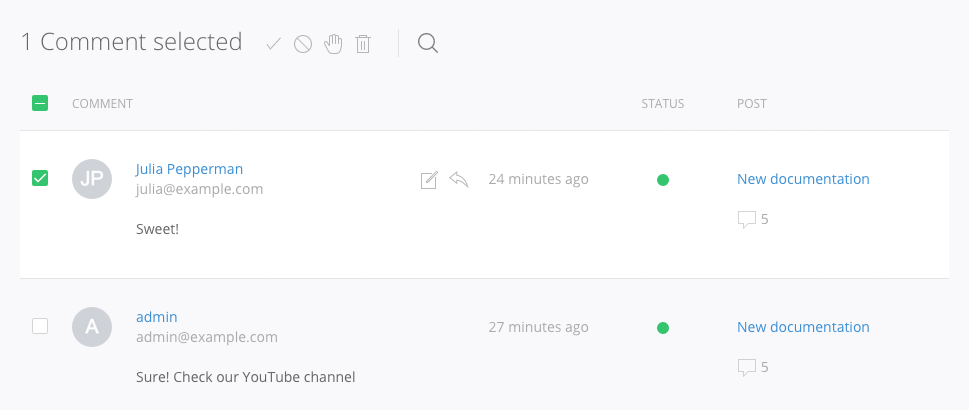 1 Comment selected
COMMENT STATUS POST
JP Julia Pepperman 24 minutes ago New documentation
julia@example.com
5
Sweet!
A admin 27 minutes ago New documentation
admin@example.com
5
Sure! Check our YouTube channel